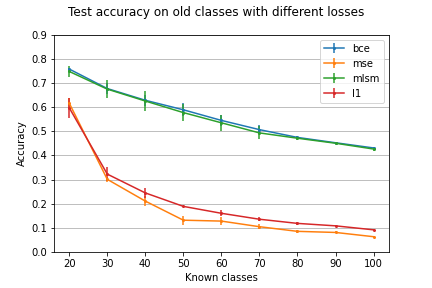 Test accuracy on old classes with different losses
0.9
0.8
0.7
0.6
0.5
0.4
0.3
0.2
0.1
0.0
Accuracy
bce
mse
mlsm
l1
20 30 40 50 60 70 80 90 100
Known classes